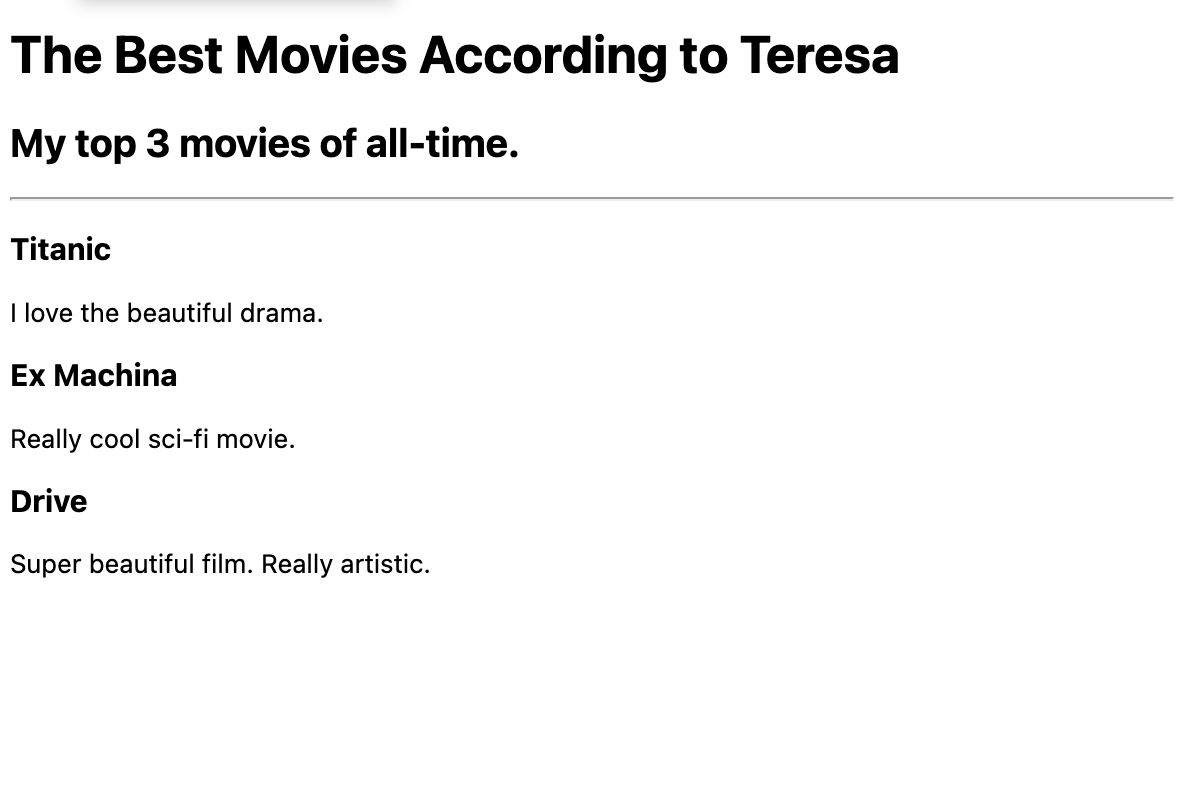 The Best Movies According to Teresa
My top 3 movies of all-time.
Titanic
I love the beautiful drama.
Ex Machina
Really cool sci-fi movie.
Drive
Super beautiful film. Really artistic.